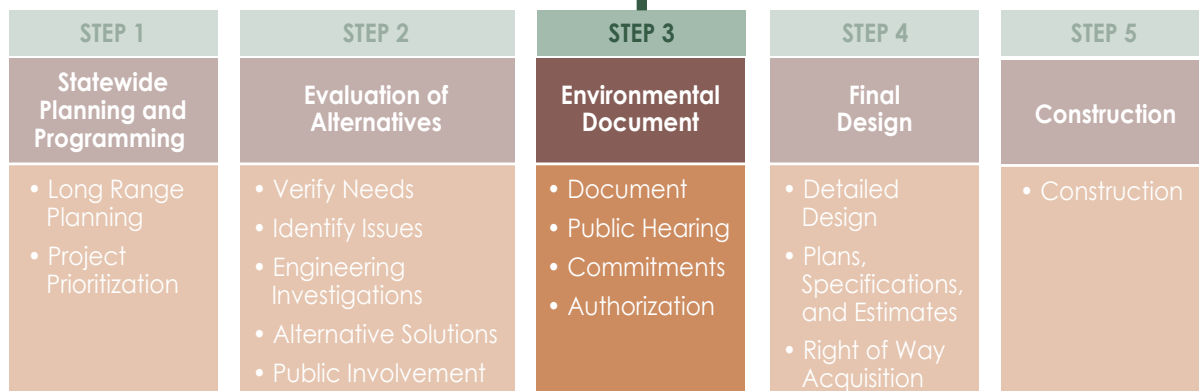 STEP 1
Statewide
Planning and
Programming
• Long Range
Planning
• Project
Prioritization
STEP 2
Evaluation of
Alternatives
• Verify Needs
• Identify Issues
• Engineering
Investigations
• Alternative Solutions
• Public Involvement
STEP 3
Environmental
Document
• Document
• Public Hearing
• Commitments
• Authorization
STEP 4
Final
Design
• Detailed
Design
• Plans,
Specifications,
and Estimates
• Right of Way
Acquisition
STEP 5
Construction
• Construction